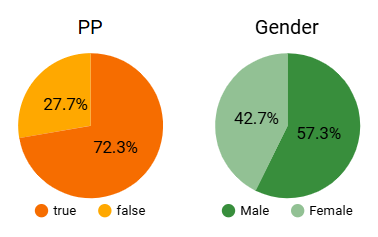 PP
Gender
27.7%
72.3%
42.7%
57.3%
true false
Male Female